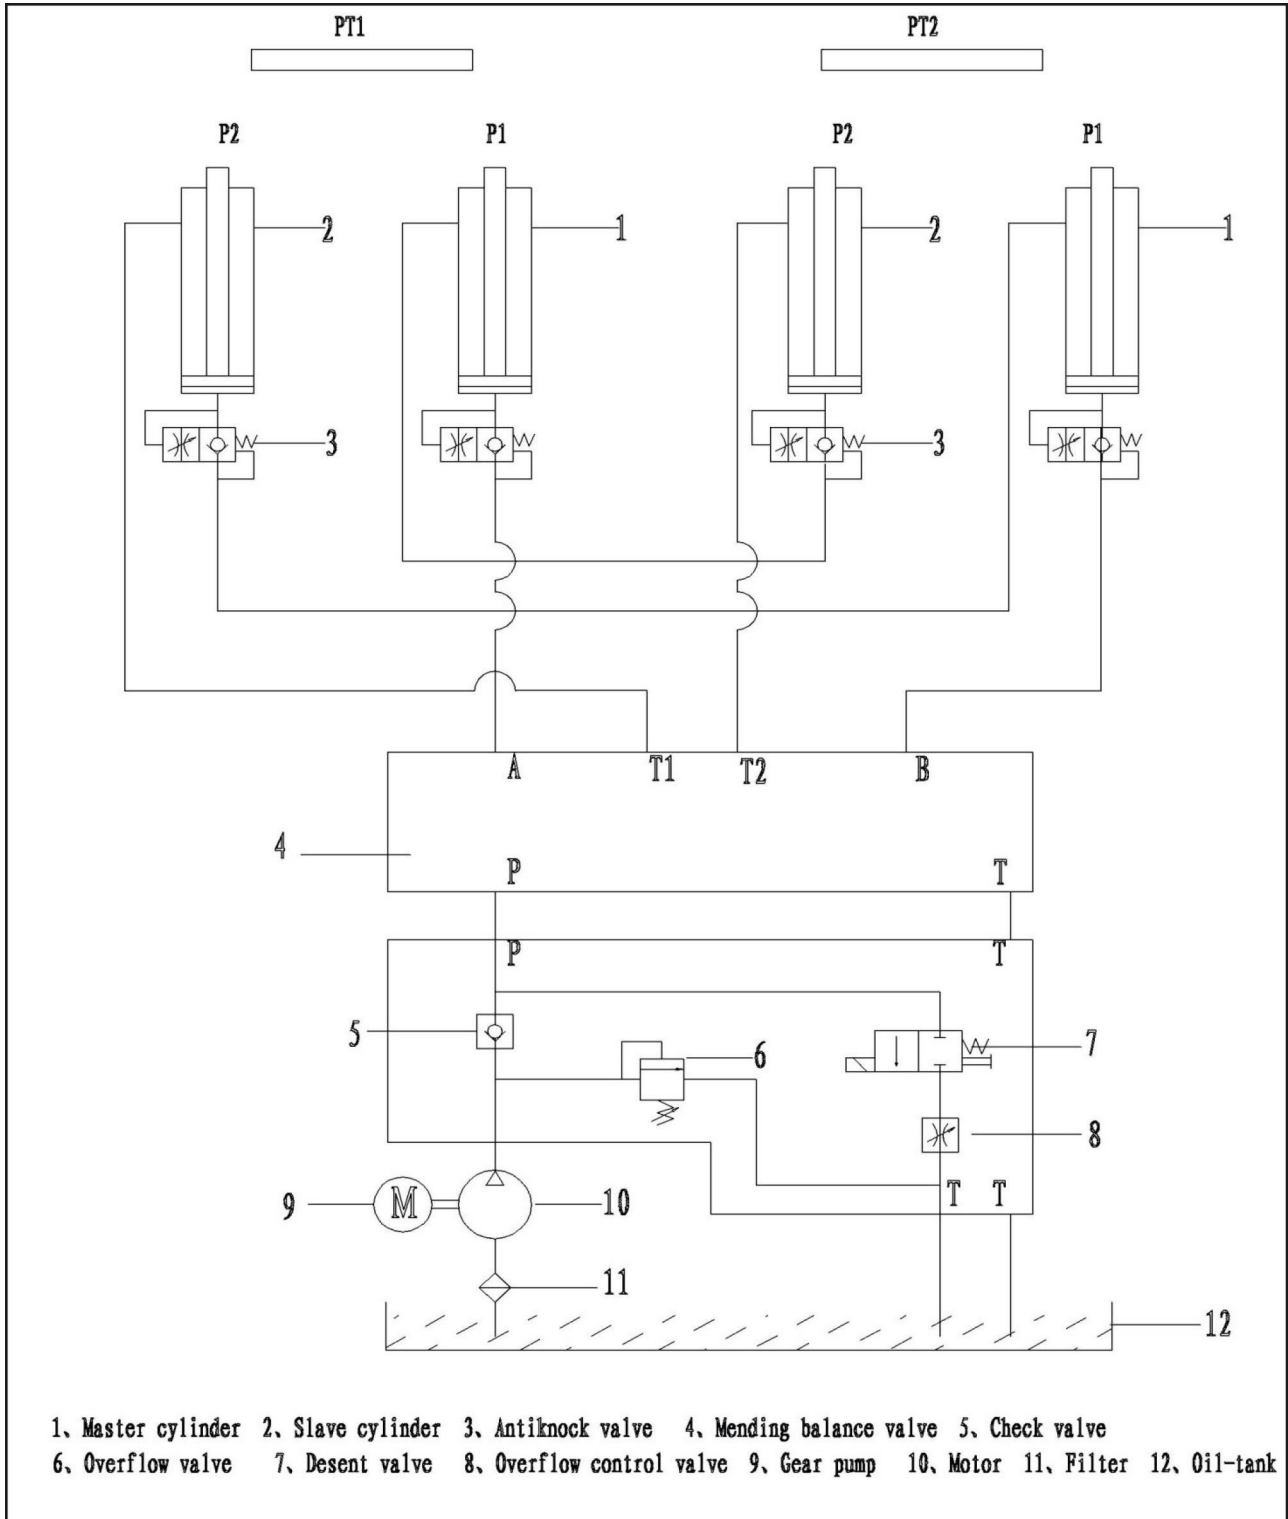 PT1 PT2
P2 P1 P2 P1
2 1 2 1
3 3
A T1 T2 B
4
P T
P T
5 6 7
8
T T
9 M 10
11
12
1、Master cylinder 2、Slave cylinder 3、Antiknock valve 4、Mending balance valve 5、Check valve
6、Overflow valve 7、Desent valve 8、Overflow control valve 9、Gear pump 10、Motor 11、Filter 12、Oil-tank